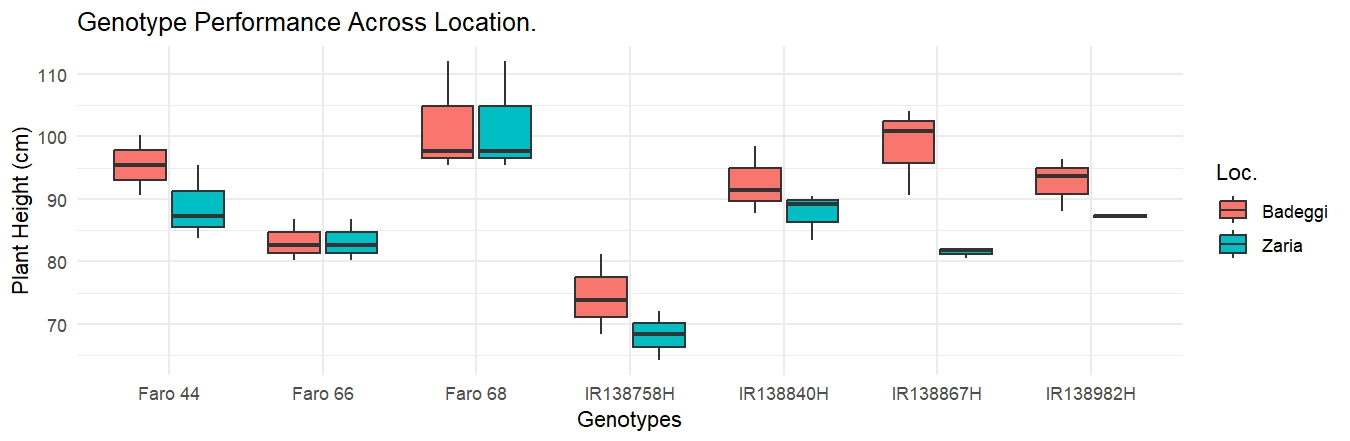 Genotype Performance Across Location.
Plant Height (cm)
110
100
90
80
70
Faro 44 Faro 66 Faro 68 IR138758H IR138840H IR138867H IR138982H
Genotypes
Loc.
Badeggi
Zaria